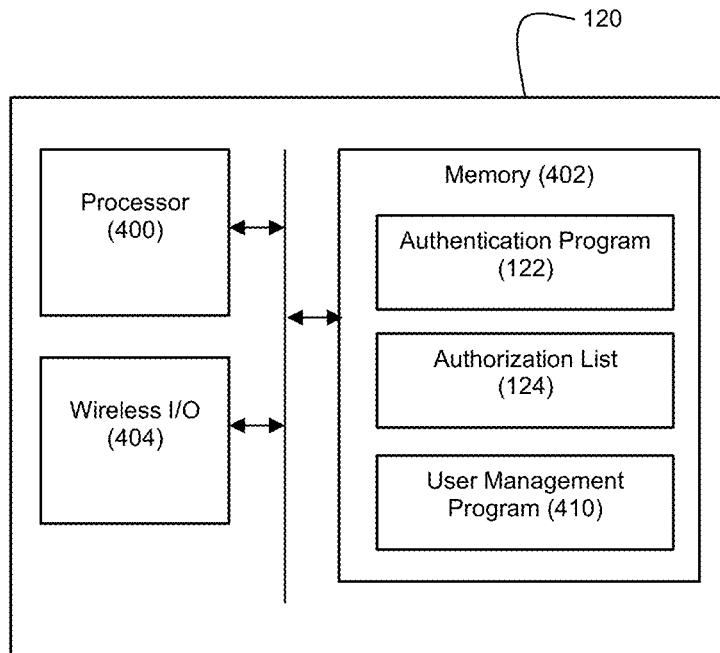 120
Processor
(400)
Memory (402)
Authentication Program
(122)
Authorization List
(124)
Wireless I/O
(404)
User Management
Program (410)